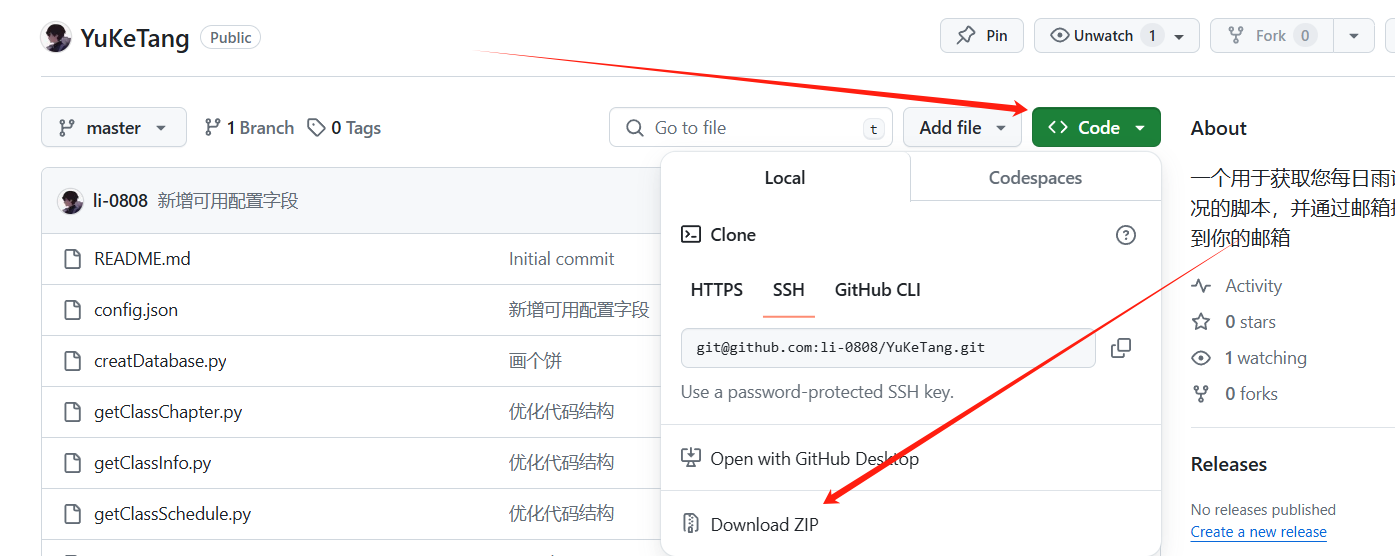 YuKeTang Public
Pin Unwatch 1 Fork 0
master 1 Branch 0 Tags Go to file t Add file Code
About
li-0808 新增可用配置字段
README.md Initial commit
config.json 新增可用配置字段
creatDatabase.py 画个饼
getClassChapter.py 优化代码结构
getClassInfo.py 优化代码结构
getClassSchedule.py 优化代码结构
Local Codespaces
Clone
HTTPS SSH GitHub CLI
git@github.com:li-0808/YuKeTang.git
Use a password-protected SSH key.
Open with GitHub Desktop
Download ZIP
一个用于获取您每日雨
况的脚本，并通过邮箱
到你的邮箱
Activity
0 stars
1 watching
0 forks
Releases
No releases published
Create a new release